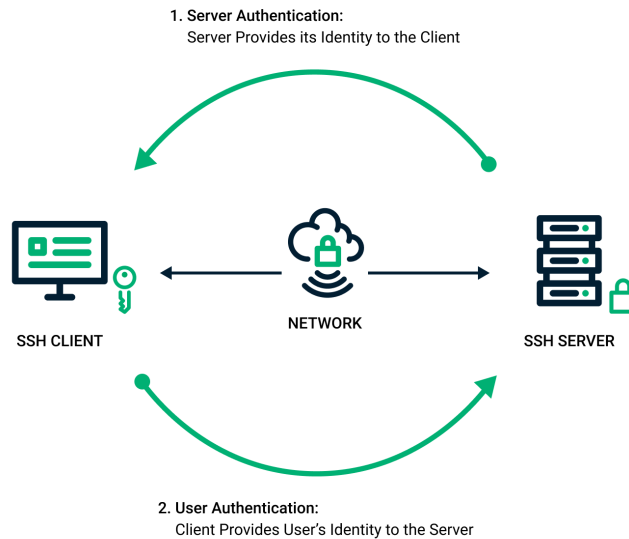 1. Server Authentication:
Server Provides its Identity to the Client
NETWORK
SSH CLIENT
SSH SERVER
2. User Authentication:
Client Provides User's Identity to the Server